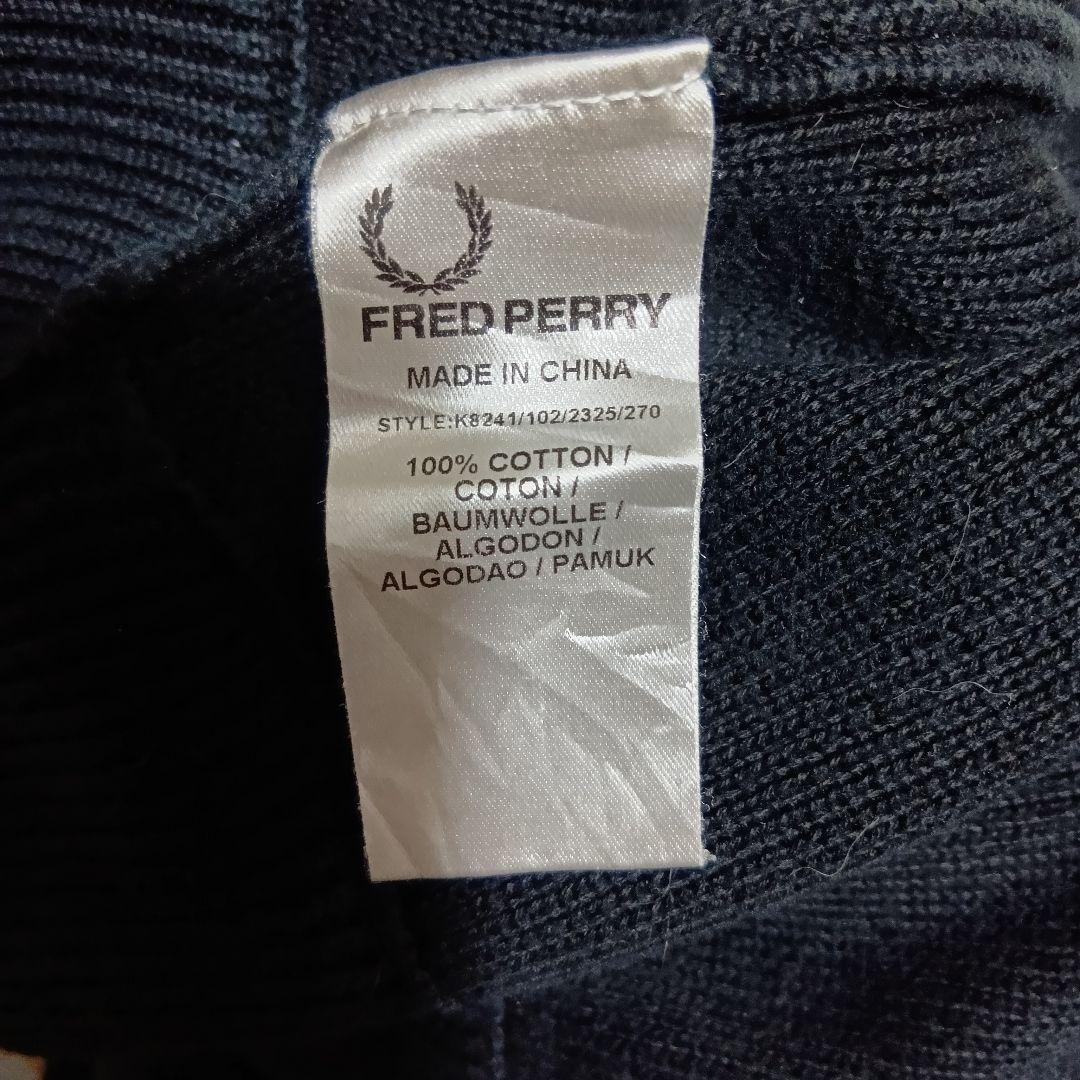 FRED PERRY
MADE IN CHINA
STYLE:K8241/102/2325/270
100% COTTON /
COTON /
BAUMWOLLE /
ALGODON /
ALGODAO / PAMUK